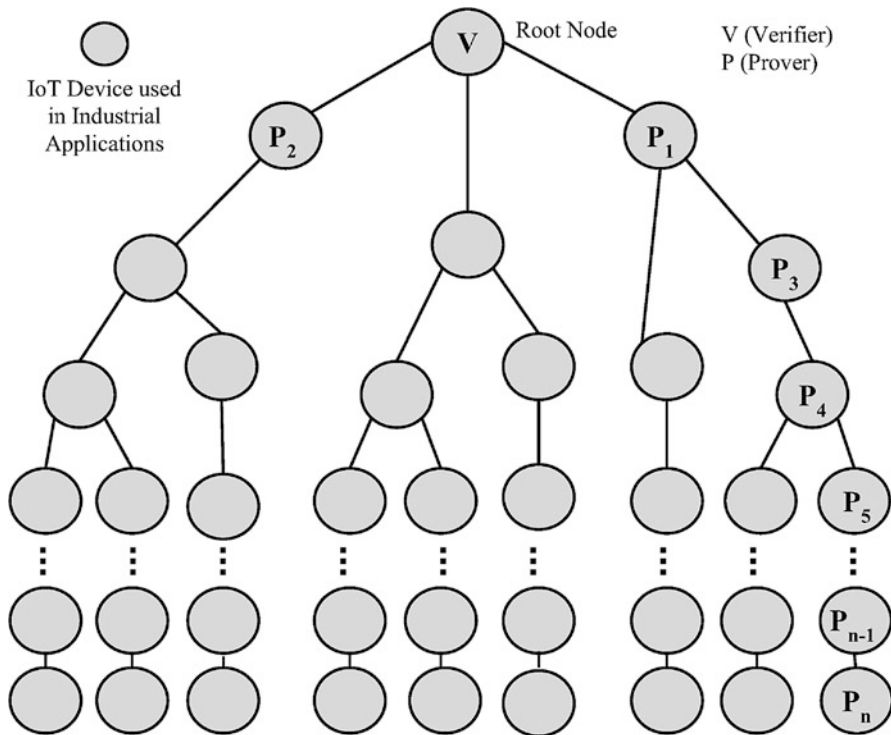 V
Root Node
V (Verifier)
P (Prover)
IoT Device used
in Industrial
Applications
P₂
P₁
P₃
P₄
P₅
Pₙ₋₁
Pₙ